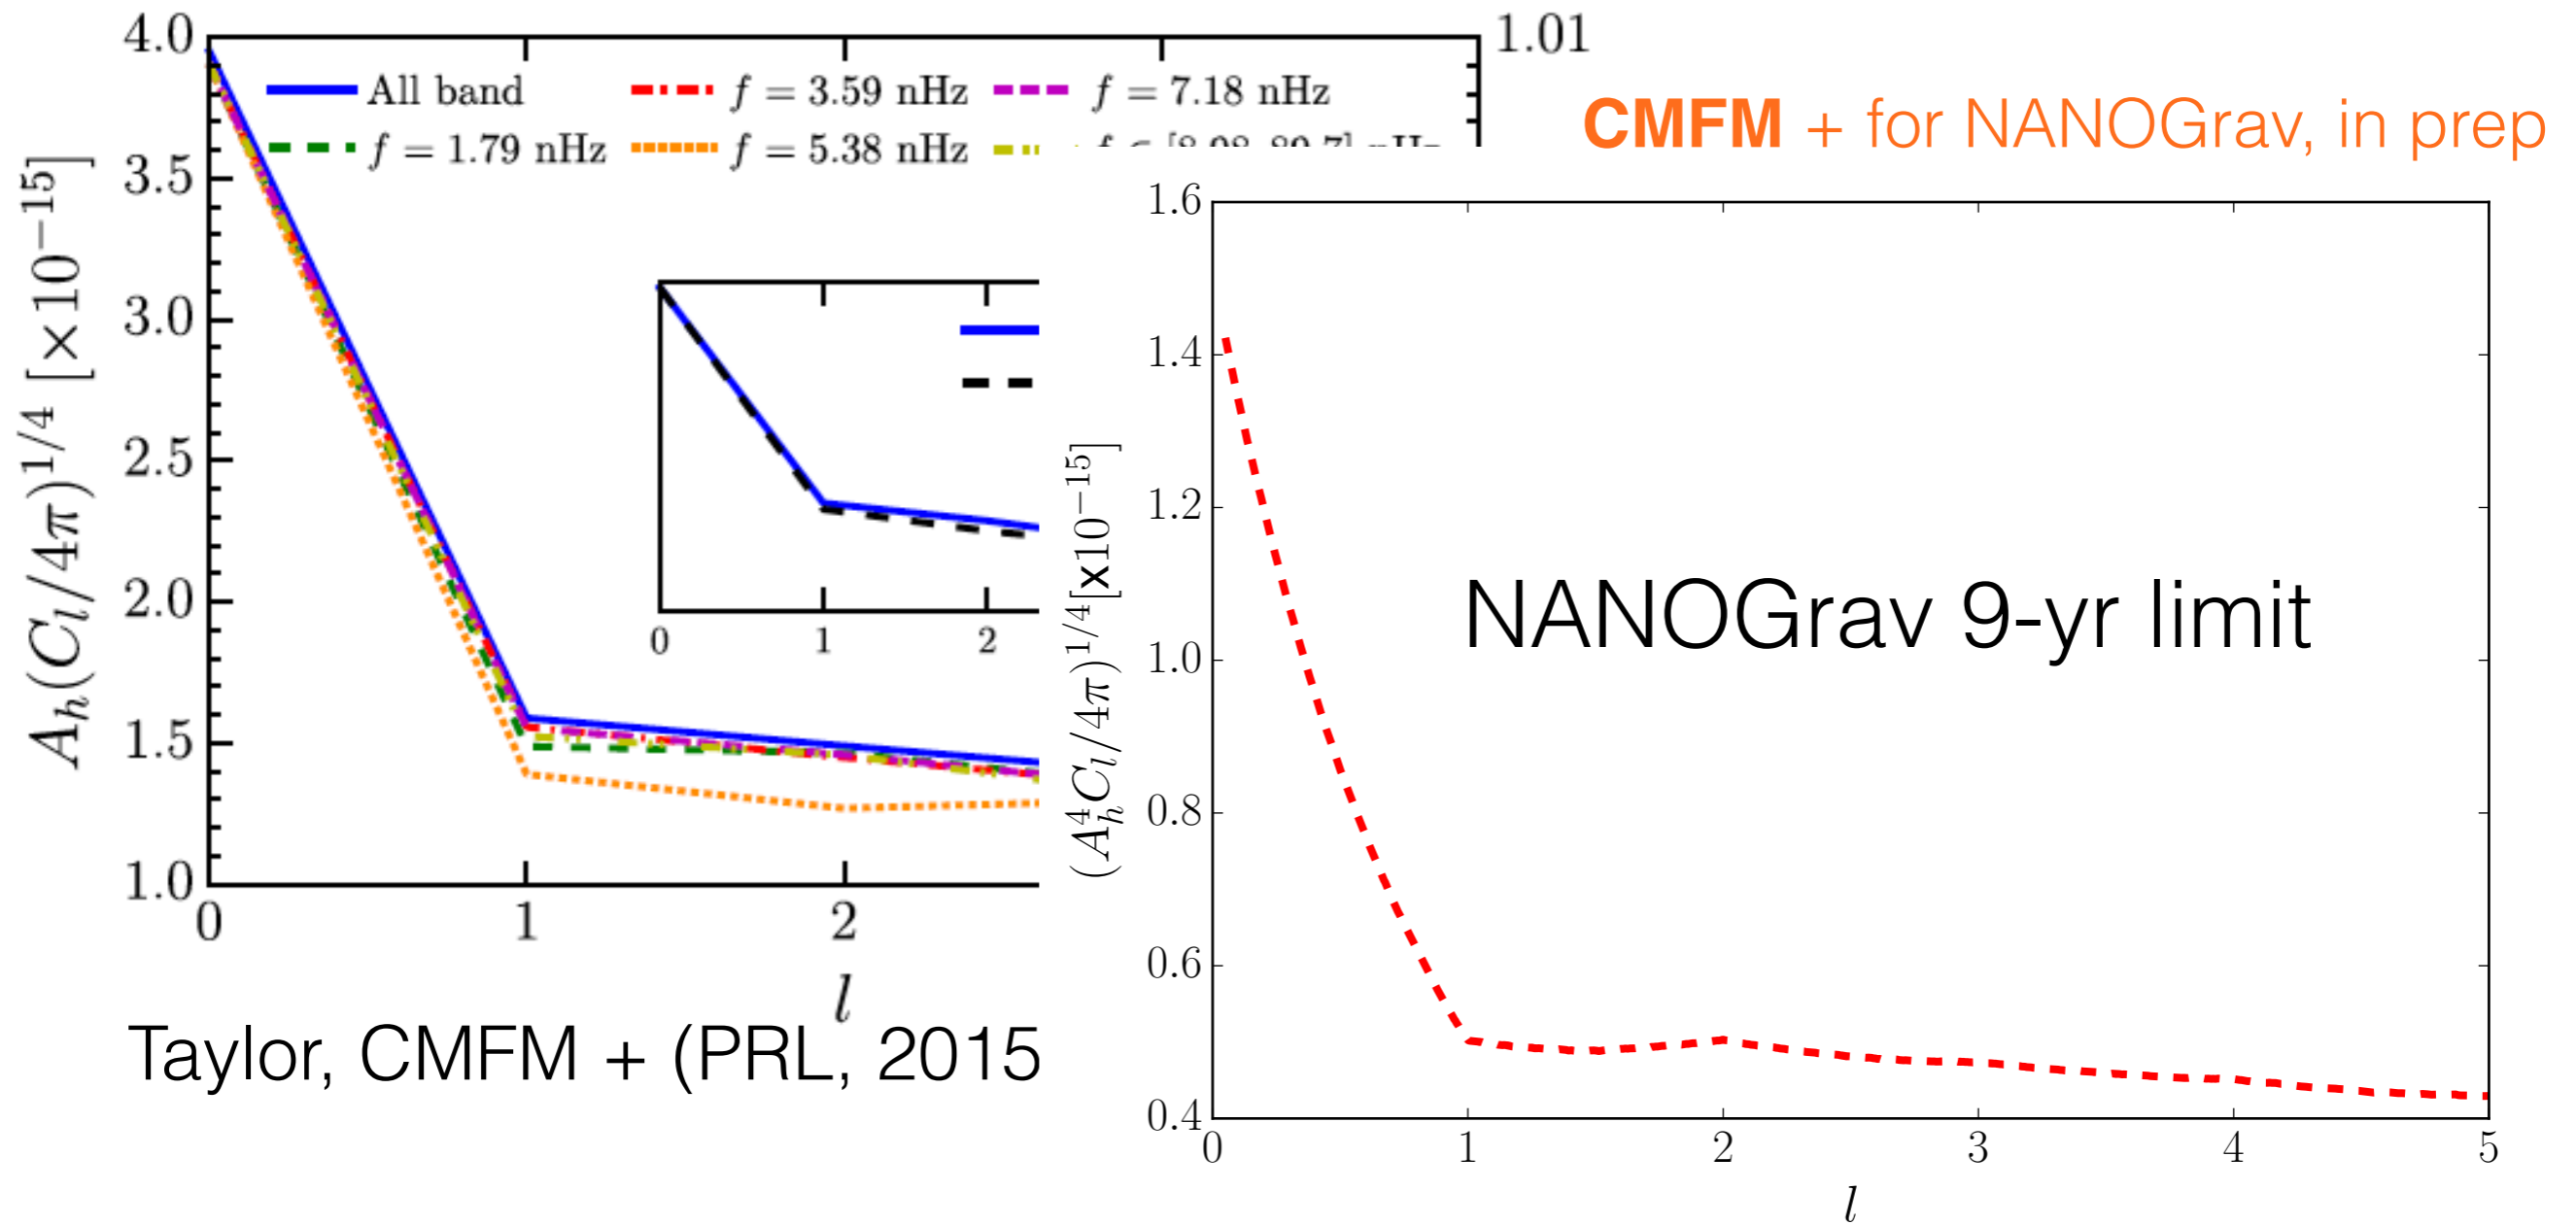 4.0
3.5
3.0
2.5
2.0
1.5
1.0
A_h(C_l/4π)^{1/4} [×10^{−15}]
0 1 2
l
1.01
All band
f = 3.59 nHz
f = 7.18 nHz
f = 1.79 nHz
f = 5.38 nHz
0 1 2
Taylor, CMFM + (PRL, 2015
CMFM + for NANOGrav, in prep
1.6
1.4
1.2
1.0
0.8
0.6
0.4
(A_h^4 C_l/4π)^{1/4}[x10^{−15}]
NANOGrav 9-yr limit
0 1 2 3 4 5
l